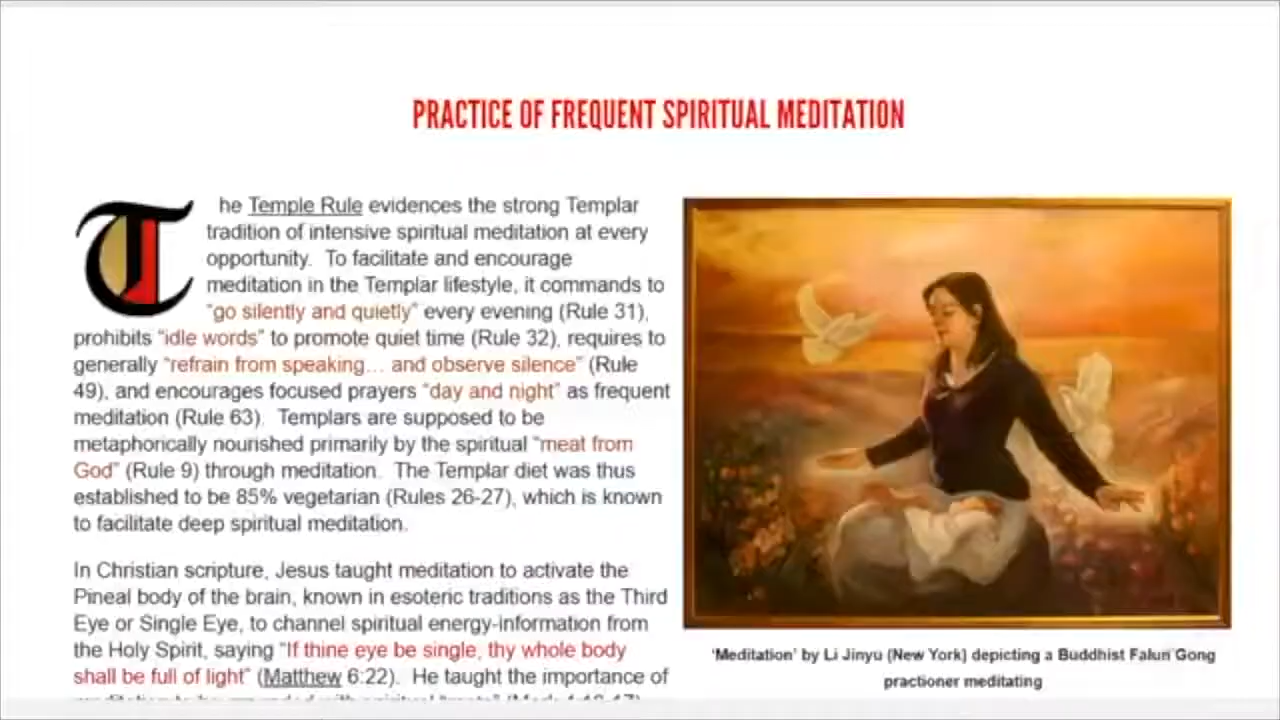 PRACTICE OF FREQUENT SPIRITUAL MEDITATION
The Temple Rule evidences the strong Templar
tradition of intensive spiritual meditation at every
opportunity. To facilitate and encourage
meditation in the Templar lifestyle, it commands to
“go silently and quietly” every evening (Rule 31),
prohibits “idle words” to promote quiet time (Rule 32), requires to
generally “refrain from speaking… and observe silence” (Rule
49), and encourages focused prayers “day and night” as frequent
meditation (Rule 63). Templars are supposed to be
metaphorically nourished primarily by the spiritual “meat from
God” (Rule 9) through meditation. The Templar diet was thus
established to be 85% vegetarian (Rules 26-27), which is known
to facilitate deep spiritual meditation.
In Christian scripture, Jesus taught meditation to activate the
Pineal body of the brain, known in esoteric traditions as the Third
Eye or Single Eye, to channel spiritual energy-information from
the Holy Spirit, saying “If thine eye be single, thy whole body
shall be full of light” (Matthew 6:22). He taught the importance of
‘Meditation’ by Li Jinyu (New York) depicting a Buddhist Falun Gong
practioner meditating